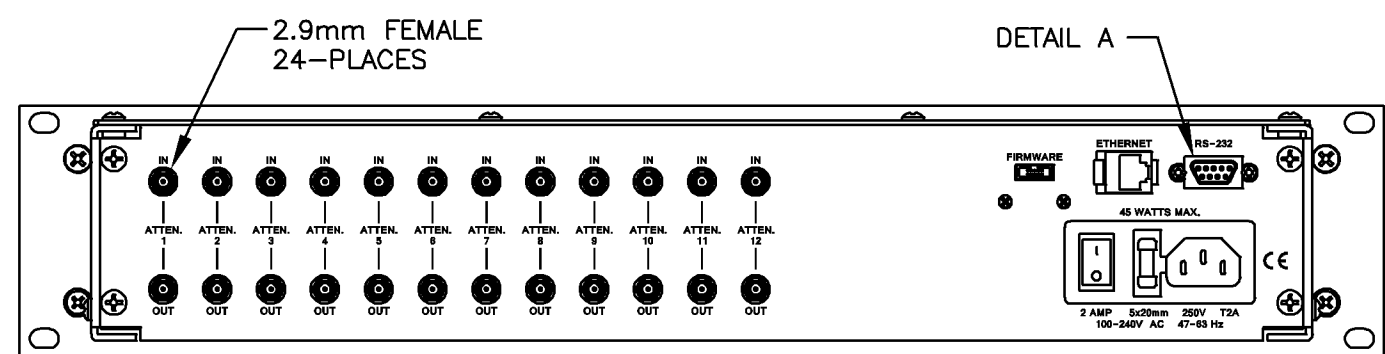 2.9mm FEMALE
24-PLACES
DETAIL A
IN IN IN IN IN IN IN IN IN IN IN IN
ATTEN. ATTEN. ATTEN. ATTEN. ATTEN. ATTEN. ATTEN. ATTEN. ATTEN. ATTEN. ATTEN. ATTEN.
1 2 3 4 5 6 7 8 9 10 11 12
OUT OUT OUT OUT OUT OUT OUT OUT OUT OUT OUT OUT
FIRMWARE
ETHERNET
RS-232
45 WATTS MAX.
CE
2 AMP 5x20mm 250V T2A
100-240V AC 47-63 Hz